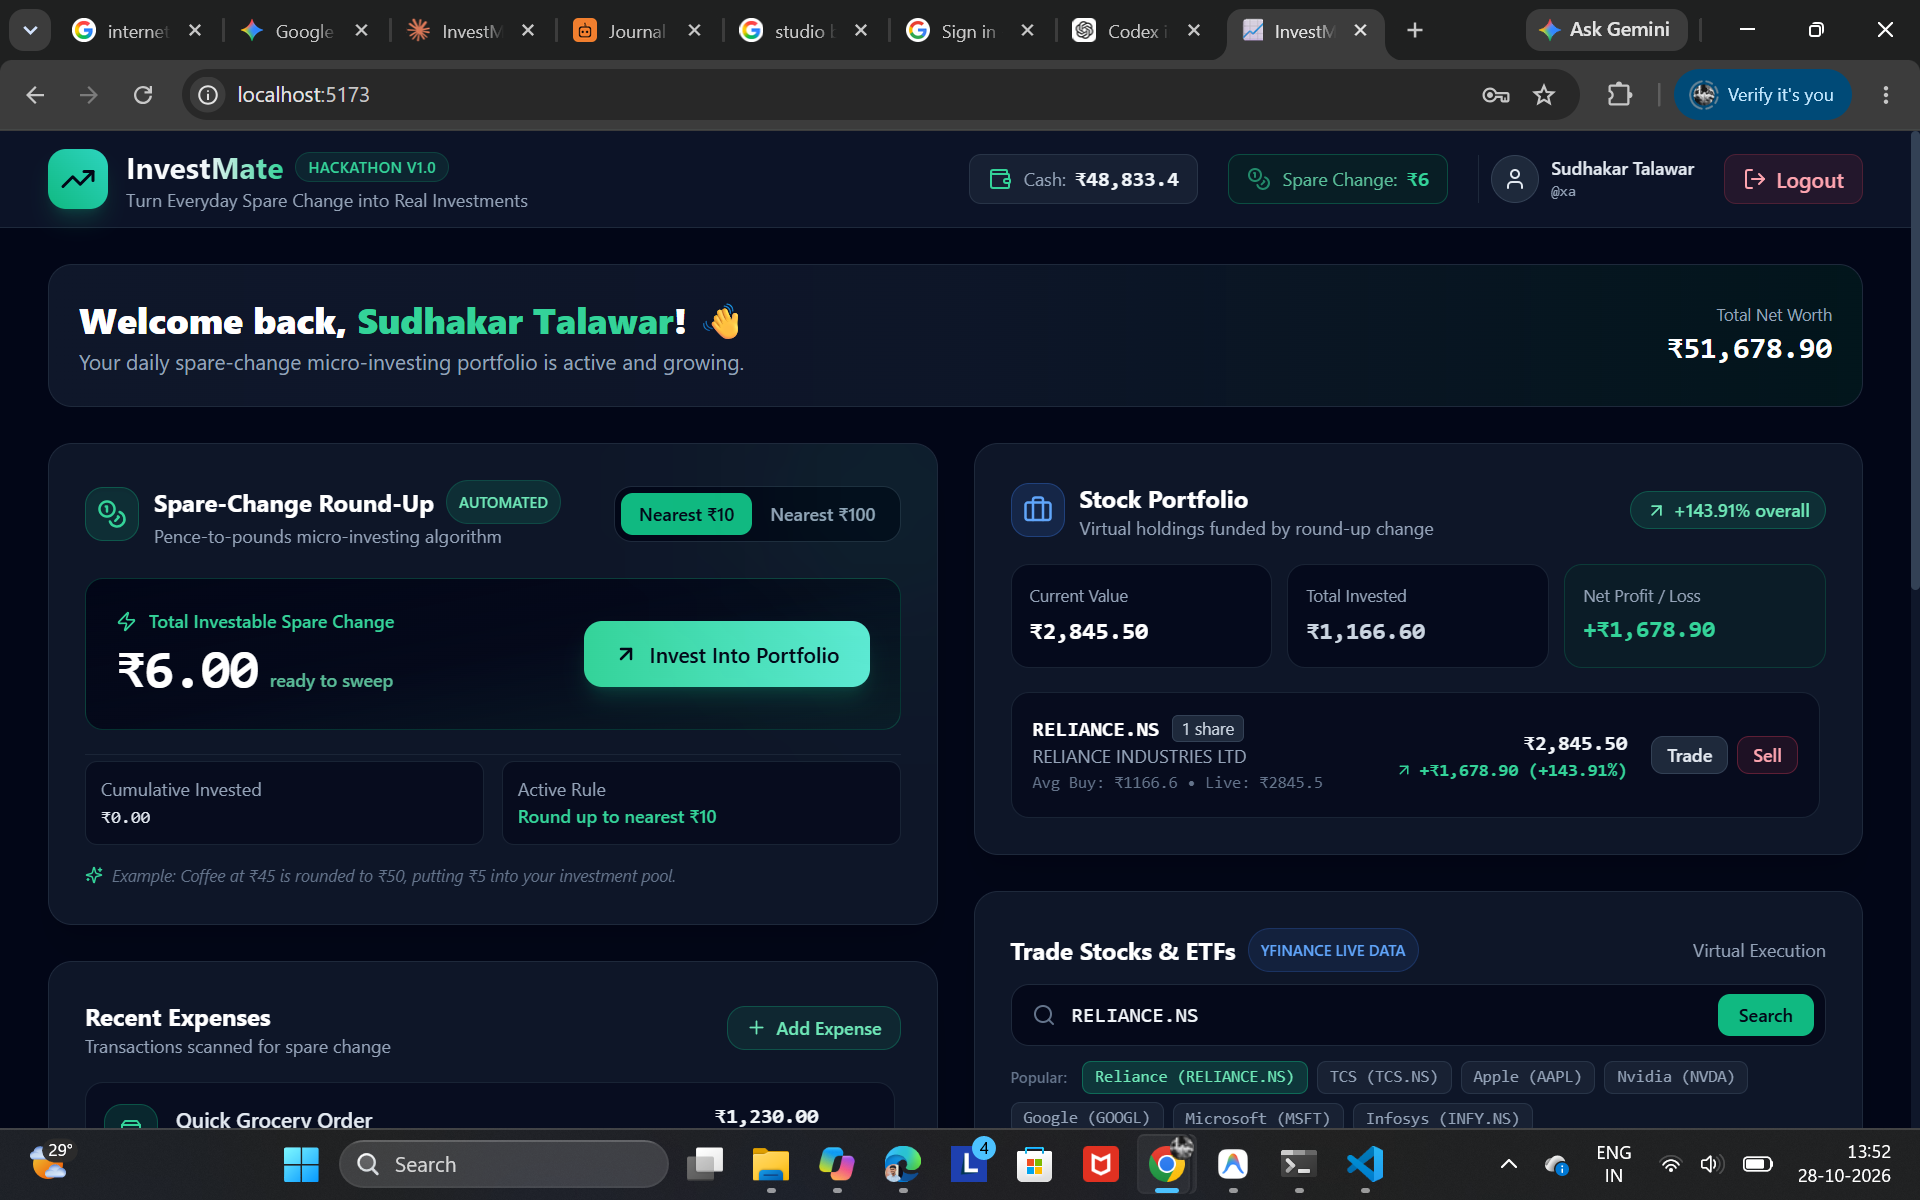 internet
Google
InvestM
Journal
studio b
Sign in
Codex i
InvestM
Ask Gemini
localhost:5173
Verify it's you
InvestMate HACKATHON V1.0
Turn Everyday Spare Change into Real Investments
Cash: ₹48,833.4
Spare Change: ₹6
Sudhakar Talawar
@xa
Logout
Welcome back, Sudhakar Talawar! 👋
Your daily spare-change micro-investing portfolio is active and growing.
Total Net Worth
₹51,678.90
Spare-Change Round-Up AUTOMATED
Pence-to-pounds micro-investing algorithm
Nearest ₹10 Nearest ₹100
Total Investable Spare Change
₹6.00 ready to sweep
Invest Into Portfolio
Cumulative Invested
₹0.00
Active Rule
Round up to nearest ₹10
Example: Coffee at ₹45 is rounded to ₹50, putting ₹5 into your investment pool.
Recent Expenses
Transactions scanned for spare change
Add Expense
Quick Grocery Order
₹1,230.00
Stock Portfolio
Virtual holdings funded by round-up change
+143.91% overall
Current Value
₹2,845.50
Total Invested
₹1,166.60
Net Profit / Loss
+₹1,678.90
RELIANCE.NS 1 share
RELIANCE INDUSTRIES LTD
Avg Buy: ₹1166.6 • Live: ₹2845.5
₹2,845.50
+₹1,678.90 (+143.91%)
Trade
Sell
Trade Stocks & ETFs YFINANCE LIVE DATA
Virtual Execution
RELIANCE.NS
Search
Popular: Reliance (RELIANCE.NS) TCS (TCS.NS) Apple (AAPL) Nvidia (NVDA)
Google (GOOGL) Microsoft (MSFT) Infosys (INFY.NS)
29°
Search
L
4
ENG
IN
13:52
28-10-2026